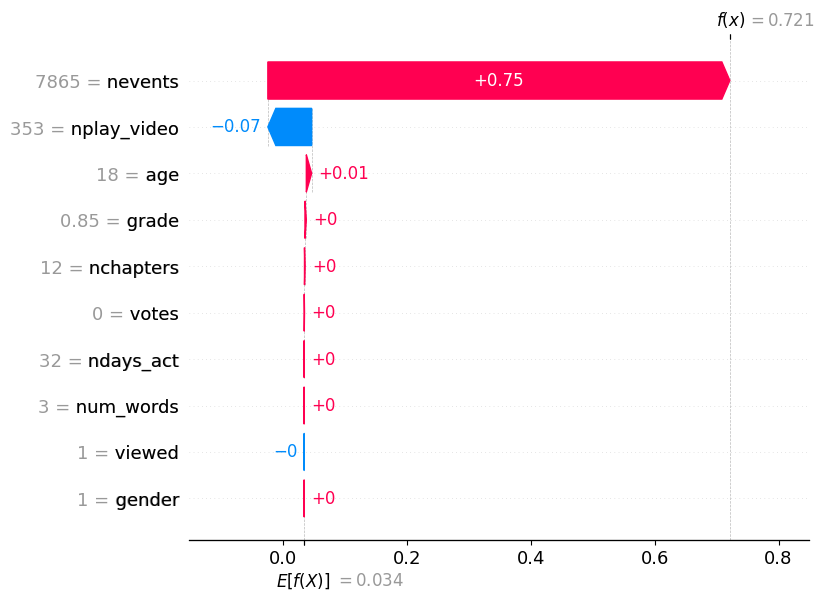 f(x) = 0.721
7865 = nevents
+0.75
353 = nplay_video
−0.07
18 = age
+0.01
0.85 = grade
+0
12 = nchapters
+0
0 = votes
+0
32 = ndays_act
+0
3 = num_words
+0
1 = viewed
−0
1 = gender
+0
0.0 0.2 0.4 0.6 0.8
E[f(X)] = 0.034